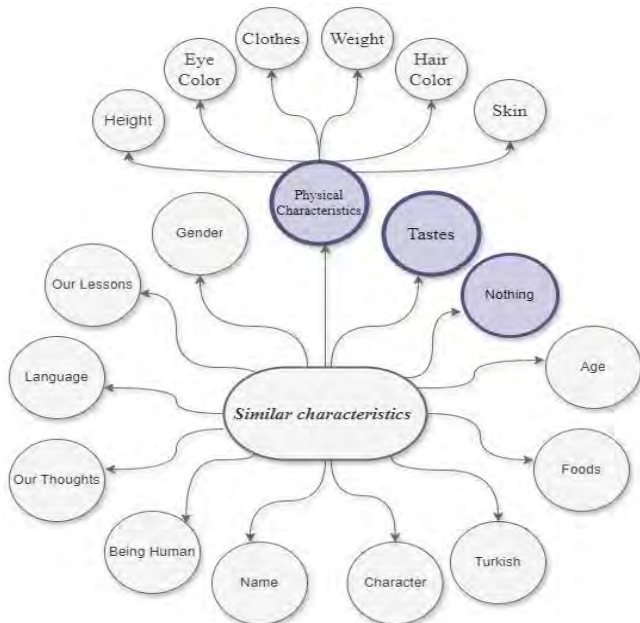 Clothes
Weight
Eye
Color
Hair
Color
Height
Skin
Physical
Characteristics
Gender
Tastes
Our Lessons
Nothing
Language
Age
Similar characteristics
Our Thoughts
Foods
Being Human
Turkish
Name
Character